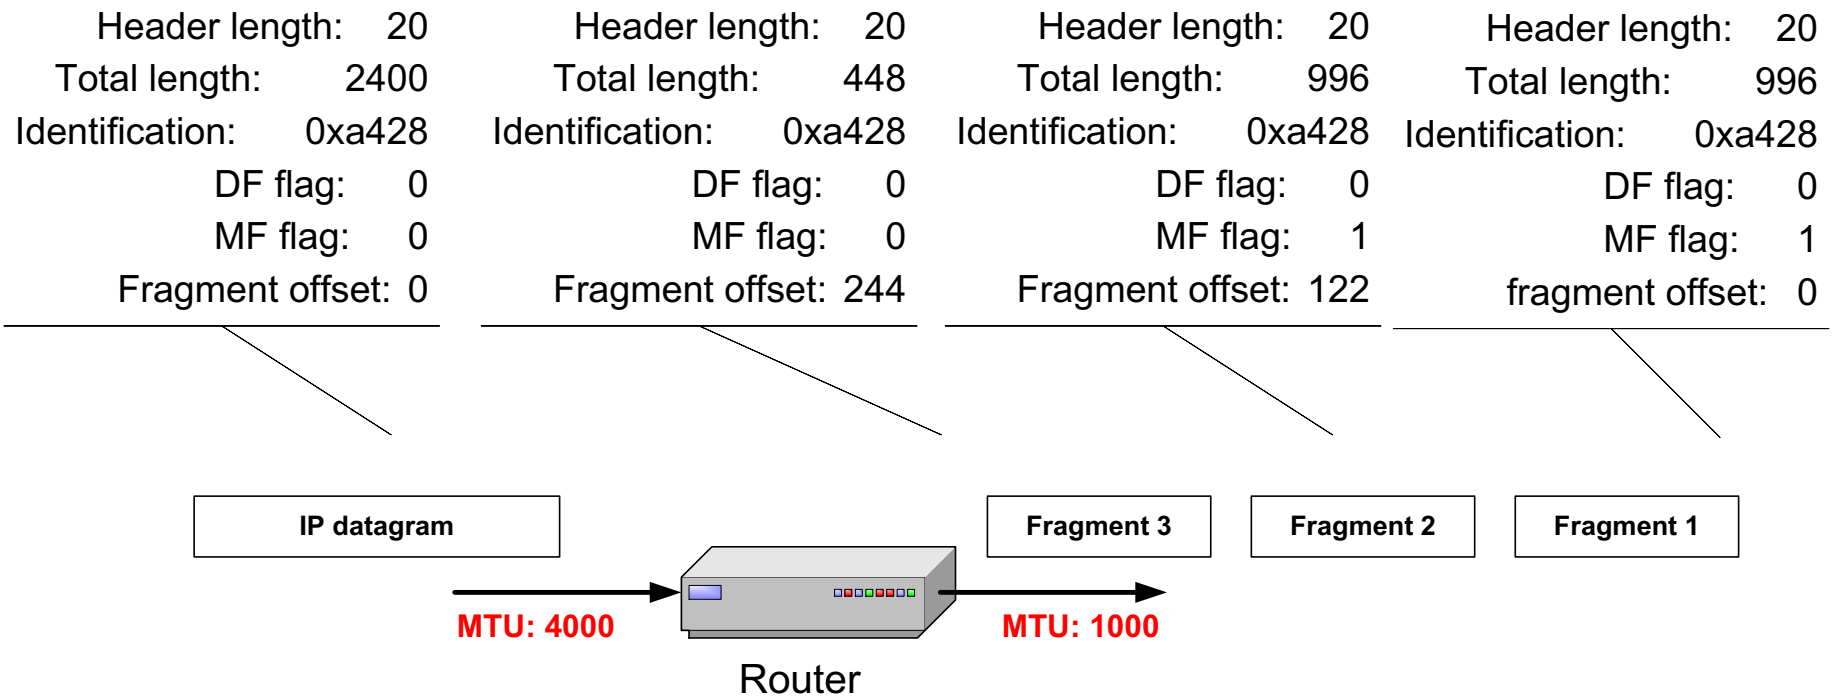 Header length: 20
Total length: 2400
Identification: 0xa428
DF flag: 0
MF flag: 0
Fragment offset: 0
Header length: 20
Total length: 448
Identification: 0xa428
DF flag: 0
MF flag: 0
Fragment offset: 244
Header length: 20
Total length: 996
Identification: 0xa428
DF flag: 0
MF flag: 1
Fragment offset: 122
Header length: 20
Total length: 996
Identification: 0xa428
DF flag: 0
MF flag: 1
fragment offset: 0
IP datagram
Fragment 3
Fragment 2
Fragment 1
MTU: 4000
MTU: 1000
Router